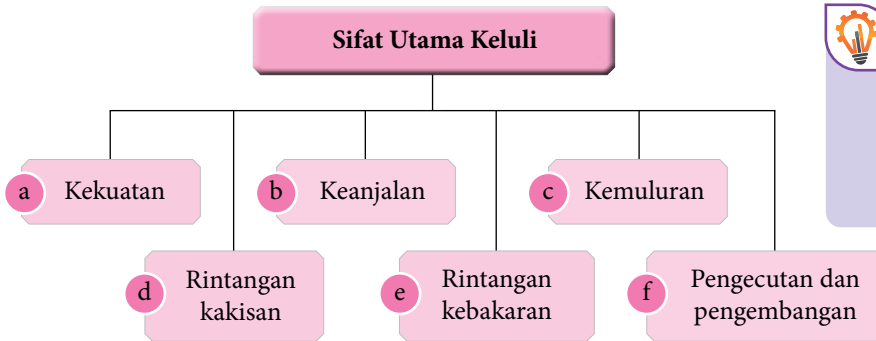 Sifat Utama Keluli
a
Kekuatan
b
Keanjalan
c
Kemuluran
d
Rintangan
kakisan
e
Rintangan
kebakaran
f
Pengecutan dan
pengembangan